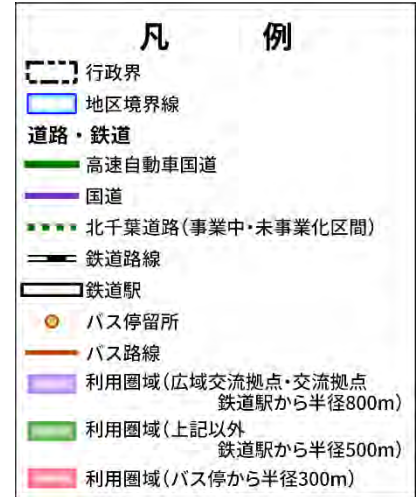 凡 例
行政界
地区境界線
道路・鉄道
高速自動車国道
国道
北千葉道路（事業中・未事業化区間）
鉄道路線
鉄道駅
バス停留所
バス路線
利用圏域（広域交流拠点・交流拠点
鉄道駅から半径800m）
利用圏域（上記以外
鉄道駅から半径500m）
利用圏域（バス停から半径300m）